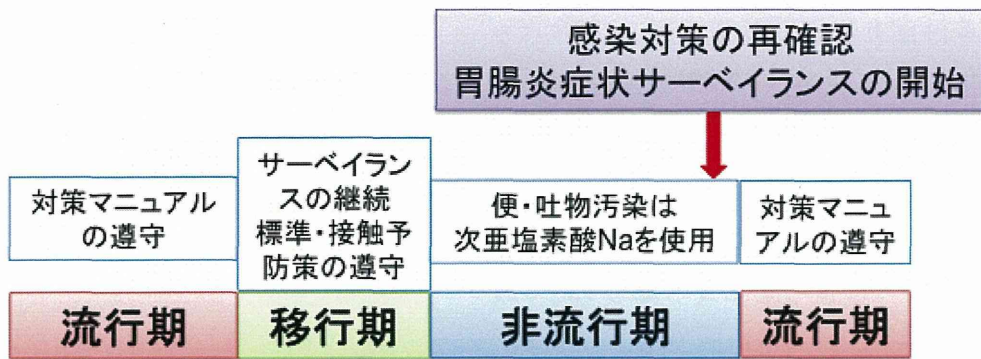 感染対策の再確認
胃腸炎症状サーベイランスの開始
対策マニュアル
の遵守
サーベイラン
スの継続
標準・接触予
防策の遵守
便・吐物汚染は
次亜塩素酸Naを使用
対策マニュ
アルの遵守
流行期
移行期
非流行期
流行期